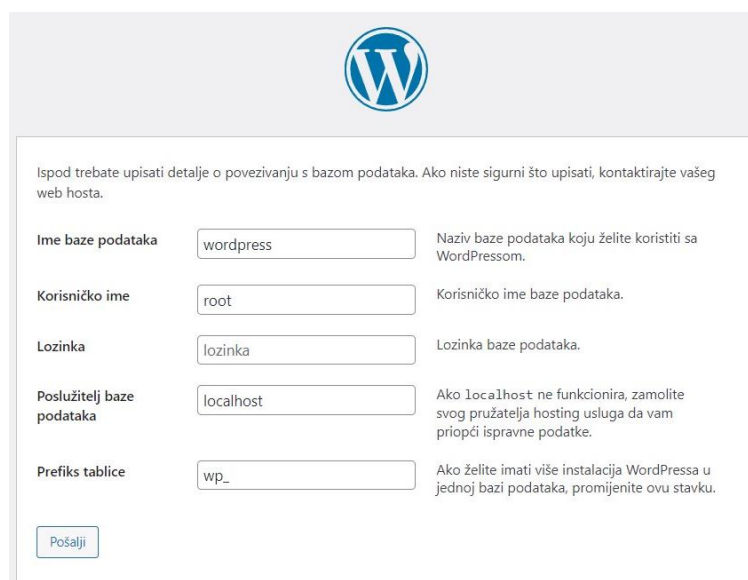 Ispod trebate upisati detalje o povezivanju s bazom podataka. Ako niste sigurni što upisati, kontaktirajte vašeg
web hosta.
Ime baze podataka
wordpress
Naziv baze podataka koju želite koristiti sa
WordPressom.
Korisničko ime
root
Korisničko ime baze podataka.
Lozinka
lozinka
Lozinka baze podataka.
Poslužitelj baze
podataka
localhost
Ako localhost ne funkcionira, zamolite
svog pružatelja hosting usluga da vam
priopći ispravne podatke.
Prefiks tablice
wp_
Ako želite imati više instalacija WordPressa u
jednoj bazi podataka, promijenite ovu stavku.
Pošalji